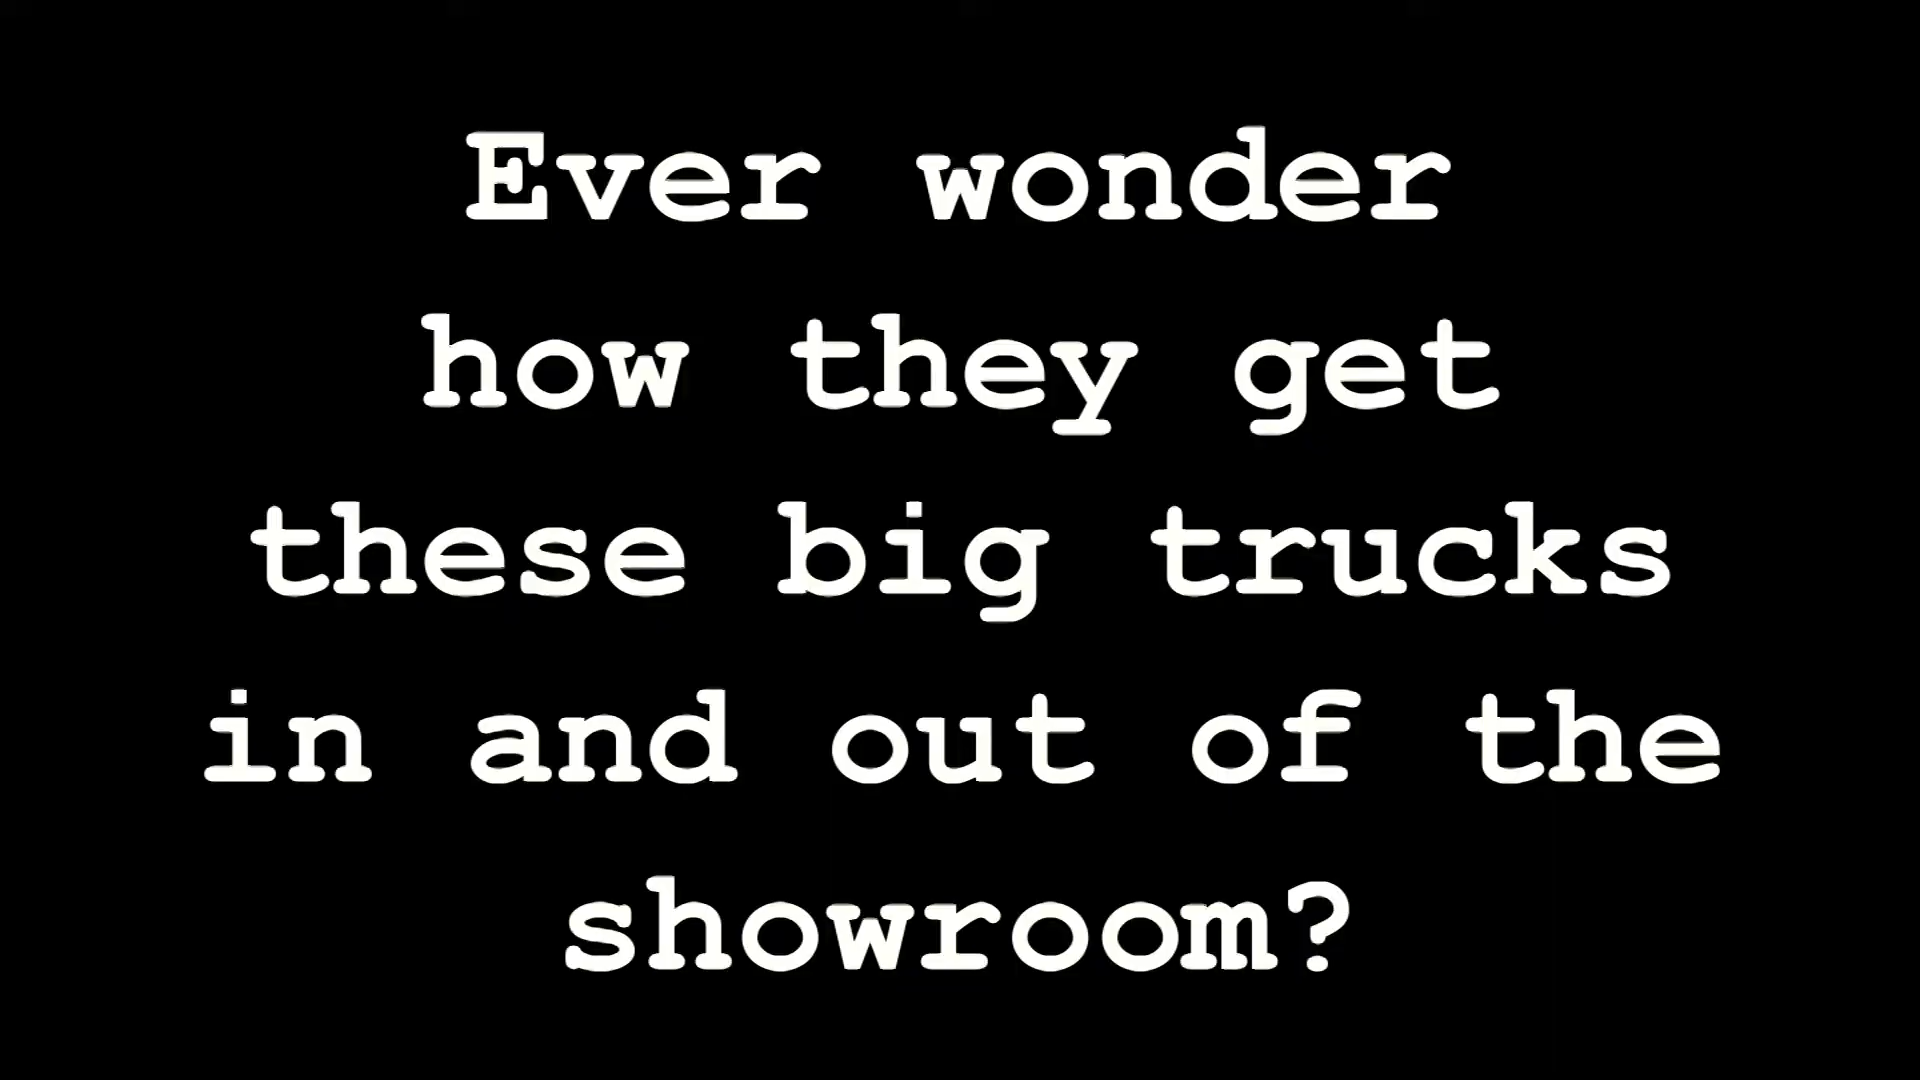 Ever wonder
how they get
these big trucks
in and out of the
showroom?